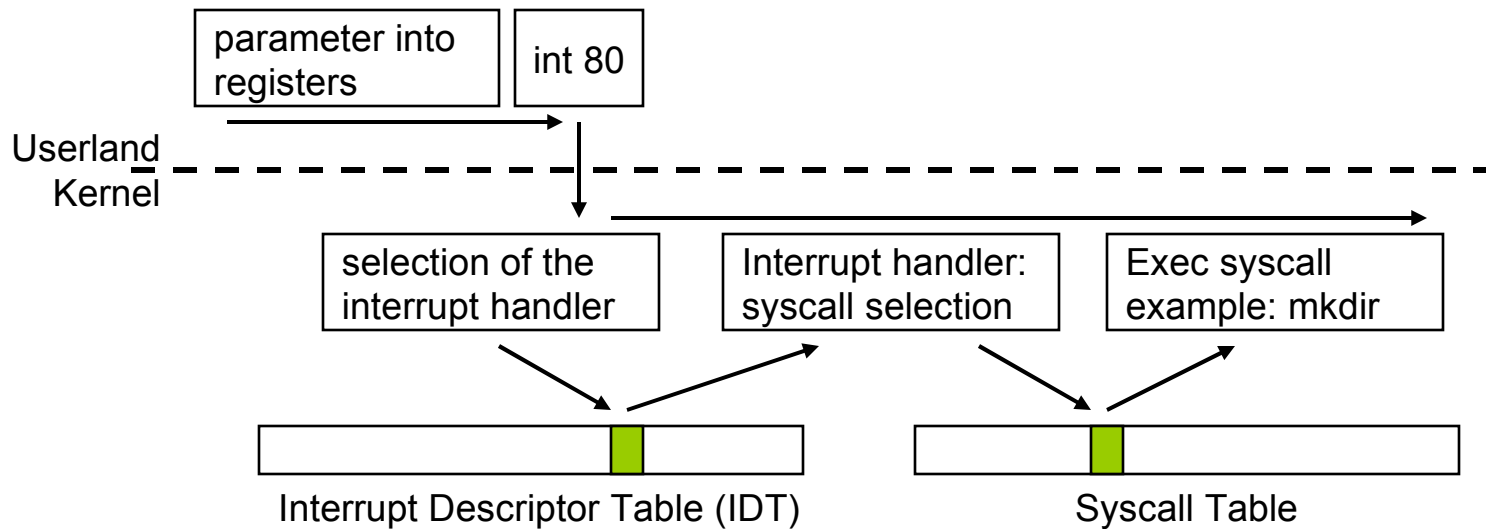 parameter into
registers
int 80
Userland
Kernel
selection of the
interrupt handler
Interrupt handler:
syscall selection
Exec syscall
example: mkdir
Interrupt Descriptor Table (IDT)
Syscall Table